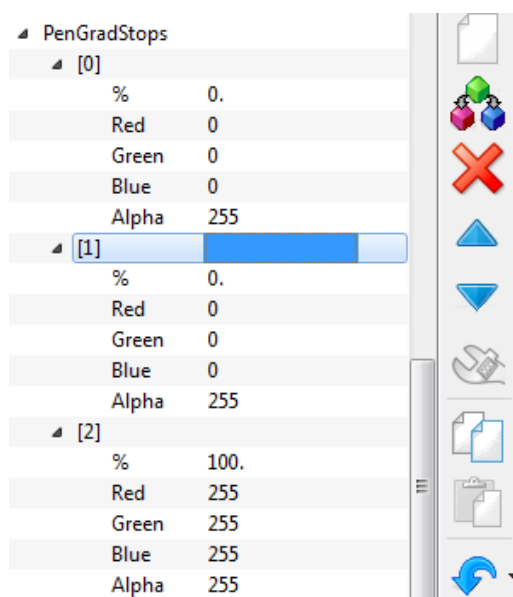 PenGradStops
[0]
% 0.
Red 0
Green 0
Blue 0
Alpha 255
[1]
% 0.
Red 0
Green 0
Blue 0
Alpha 255
[2]
% 100.
Red 255
Green 255
Blue 255
Alpha 255